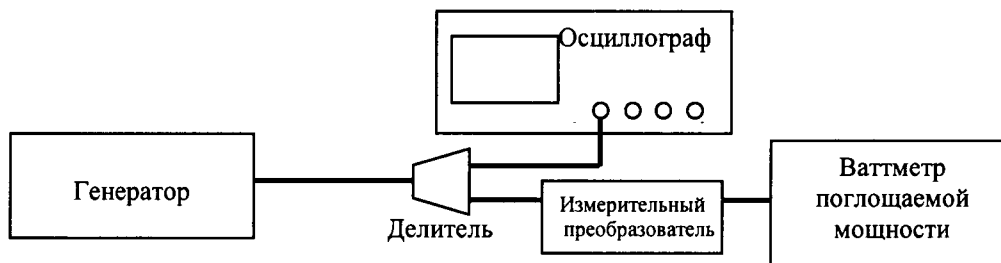 Осциллограф
Генератор
Делитель
Измерительный
преобразователь
Ваттметр
поглощаемой
мощности